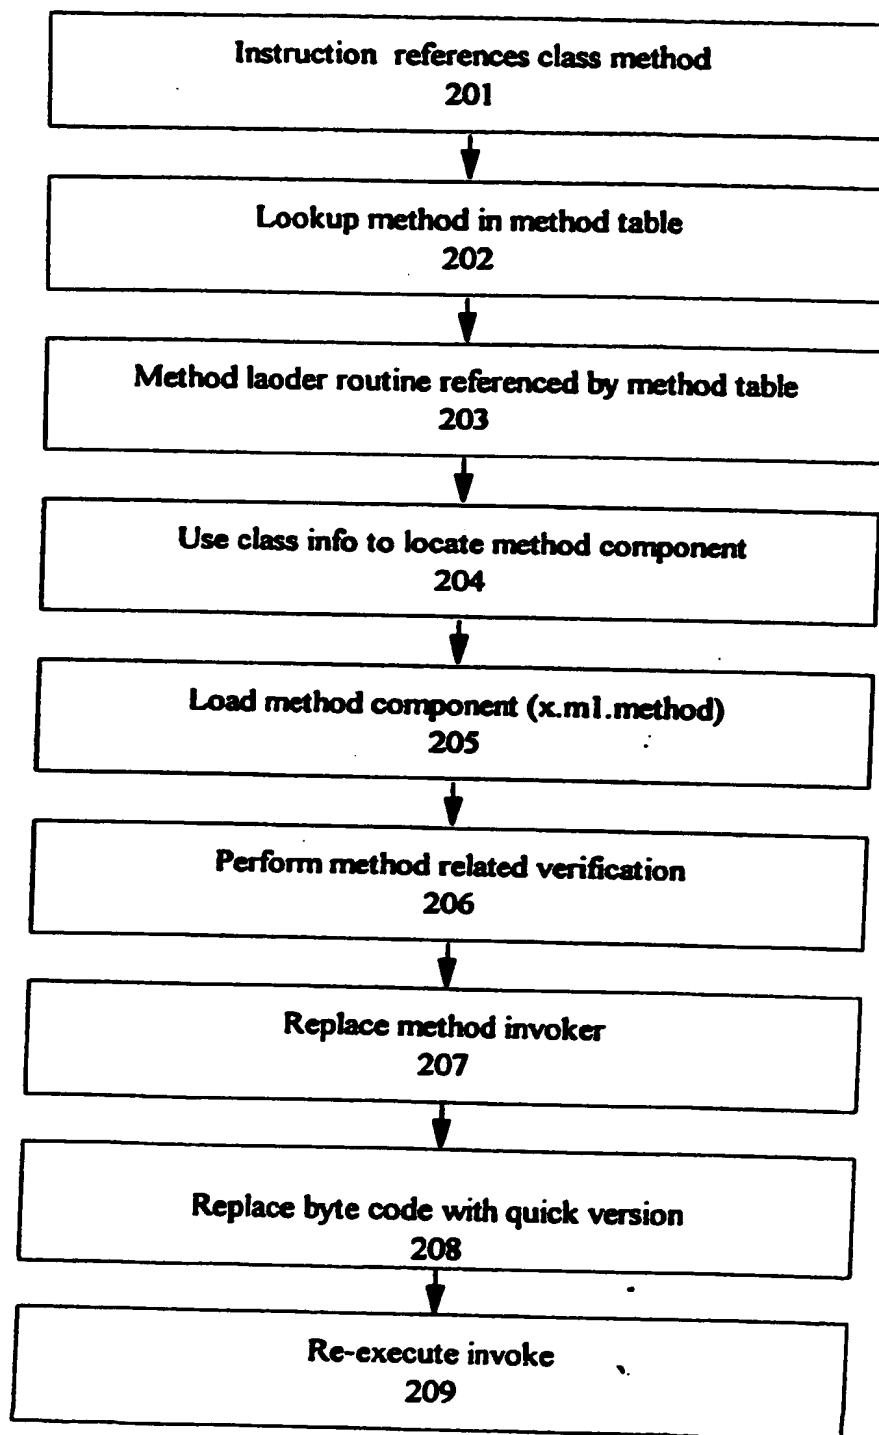 Instruction references class method
201
Lookup method in method table
202
Method laoder routine referenced by method table
203
Use class info to locate method component
204
Load method component (x.m1.method)
205
Perform method related verification
206
Replace method invoker
207
Replace byte code with quick version
208
Re-execute invoke
209